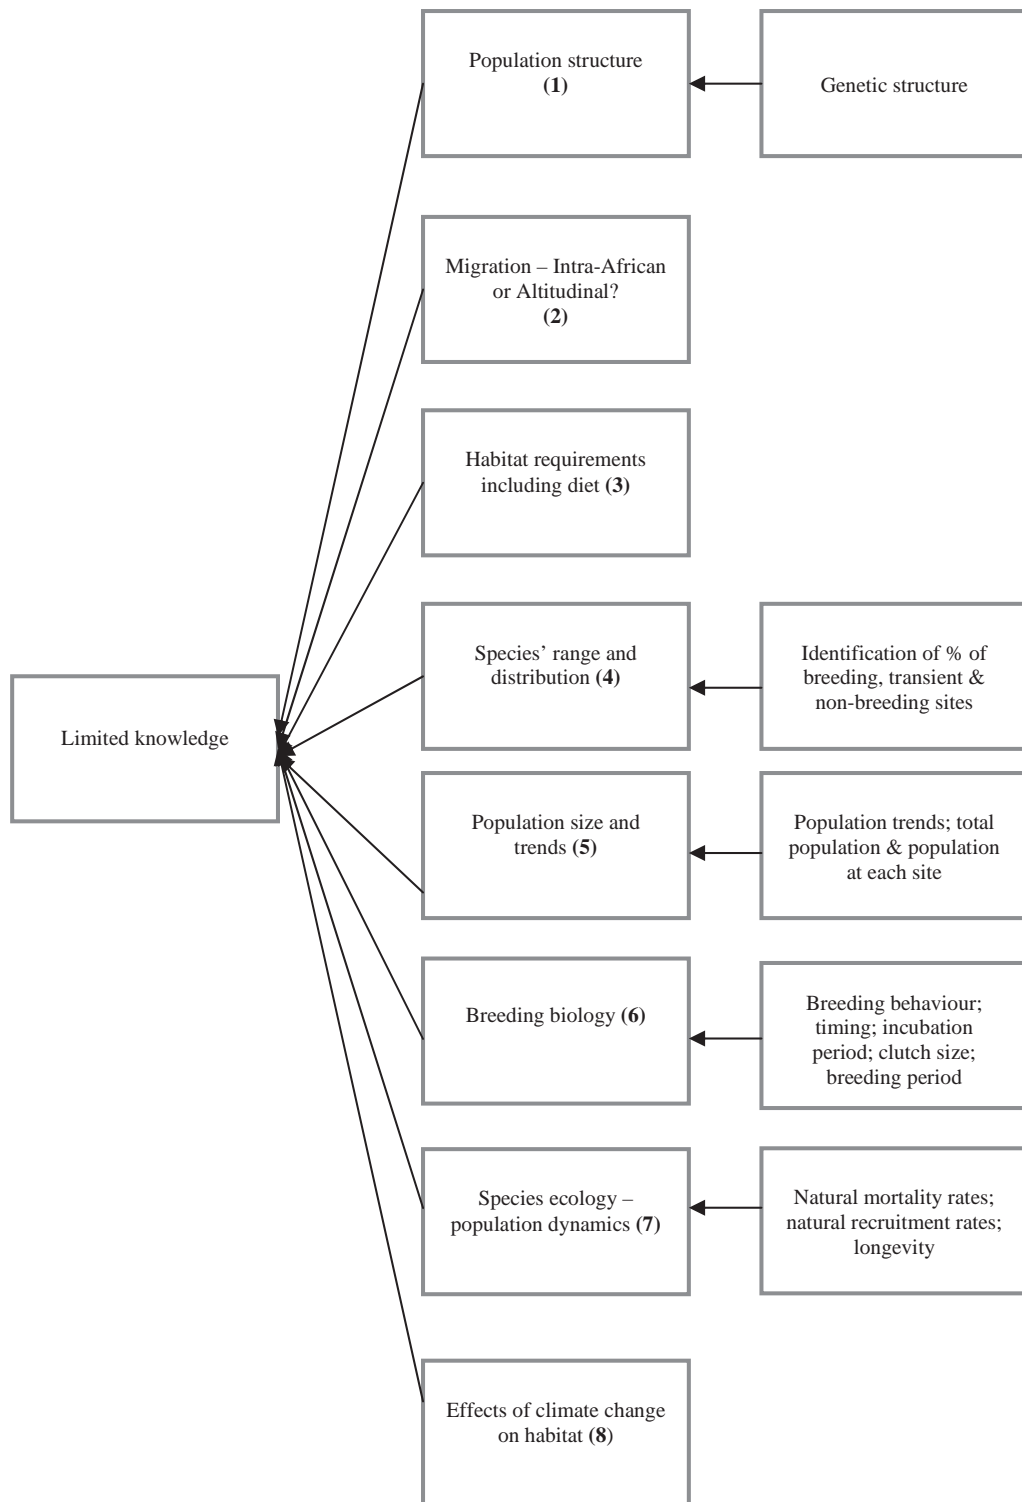 Population structure
(1)
Genetic structure
Migration – Intra-African
or Altitudinal?
(2)
Habitat requirements
including diet (3)
Species’ range and
distribution (4)
Identification of % of
breeding, transient &
non-breeding sites
Limited knowledge
Population size and
trends (5)
Population trends; total
population & population
at each site
Breeding biology (6)
Breeding behaviour;
timing; incubation
period; clutch size;
breeding period
Species ecology –
population dynamics (7)
Natural mortality rates;
natural recruitment rates;
longevity
Effects of climate change
on habitat (8)